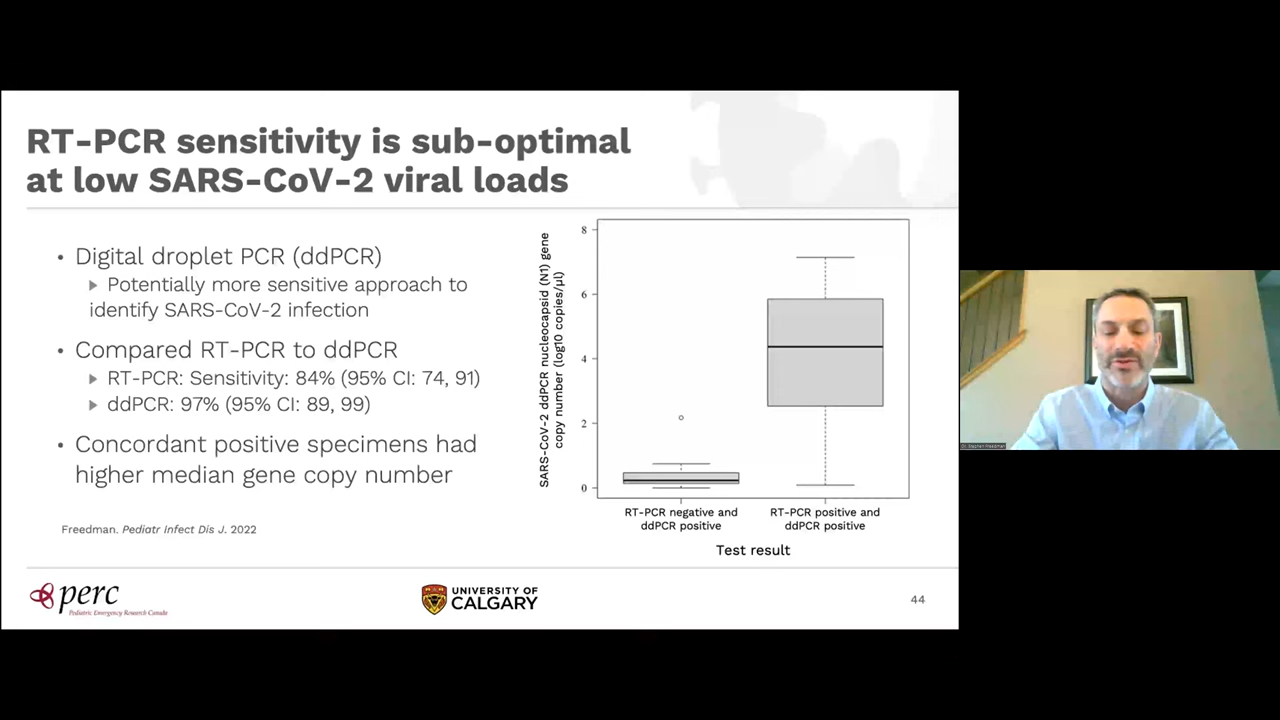 RT-PCR sensitivity is sub-optimal
at low SARS-CoV-2 viral loads
• Digital droplet PCR (ddPCR)
Potentially more sensitive approach to
identify SARS-CoV-2 infection
• Compared RT-PCR to ddPCR
RT-PCR: Sensitivity: 84% (95% CI: 74, 91)
ddPCR: 97% (95% CI: 89, 99)
• Concordant positive specimens had
higher median gene copy number
Freedman. Pediatr Infect Dis J. 2022
SARS-CoV-2 ddPCR nucleocapsid (N1) gene
copy number (log10 copies/µl)
8
6
4
2
0
RT-PCR negative and
ddPCR positive
RT-PCR positive and
ddPCR positive
Test result
perc
Pediatric Emergency Research Canada
UNIVERSITY OF
CALGARY
44
Dr. Stephen Freedman